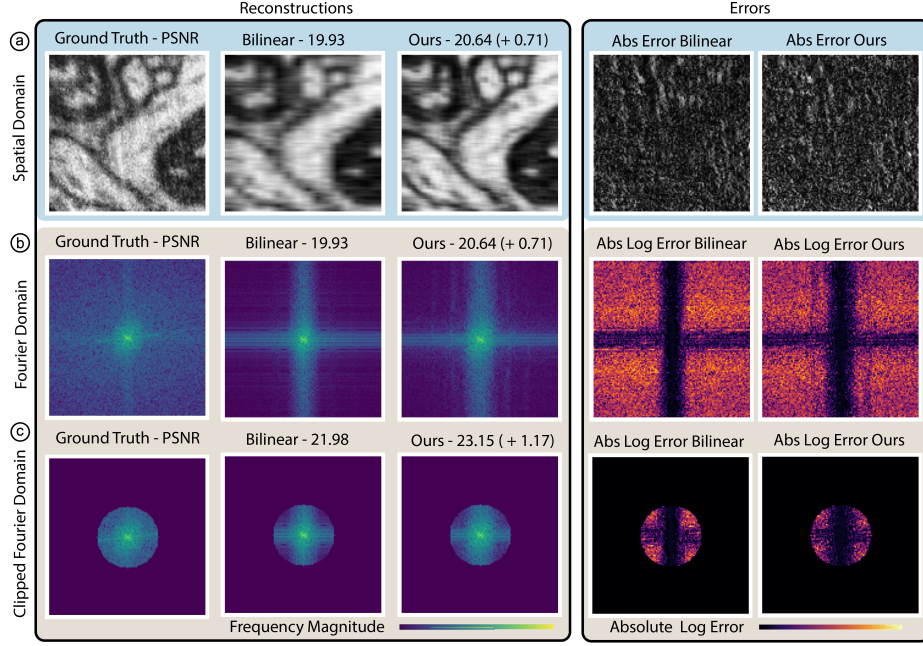 Reconstructions
Errors
a
Spatial Domain
Ground Truth - PSNR
Bilinear - 19.93
Ours - 20.64 (+ 0.71)
Abs Error Bilinear
Abs Error Ours
b
Fourier Domain
Ground Truth - PSNR
Bilinear - 19.93
Ours - 20.64 (+ 0.71)
Abs Log Error Bilinear
Abs Log Error Ours
c
Clipped Fourier Domain
Ground Truth - PSNR
Bilinear - 21.98
Ours - 23.15 ( + 1.17)
Abs Log Error Bilinear
Abs Log Error Ours
Frequency Magnitude
Absolute Log Error